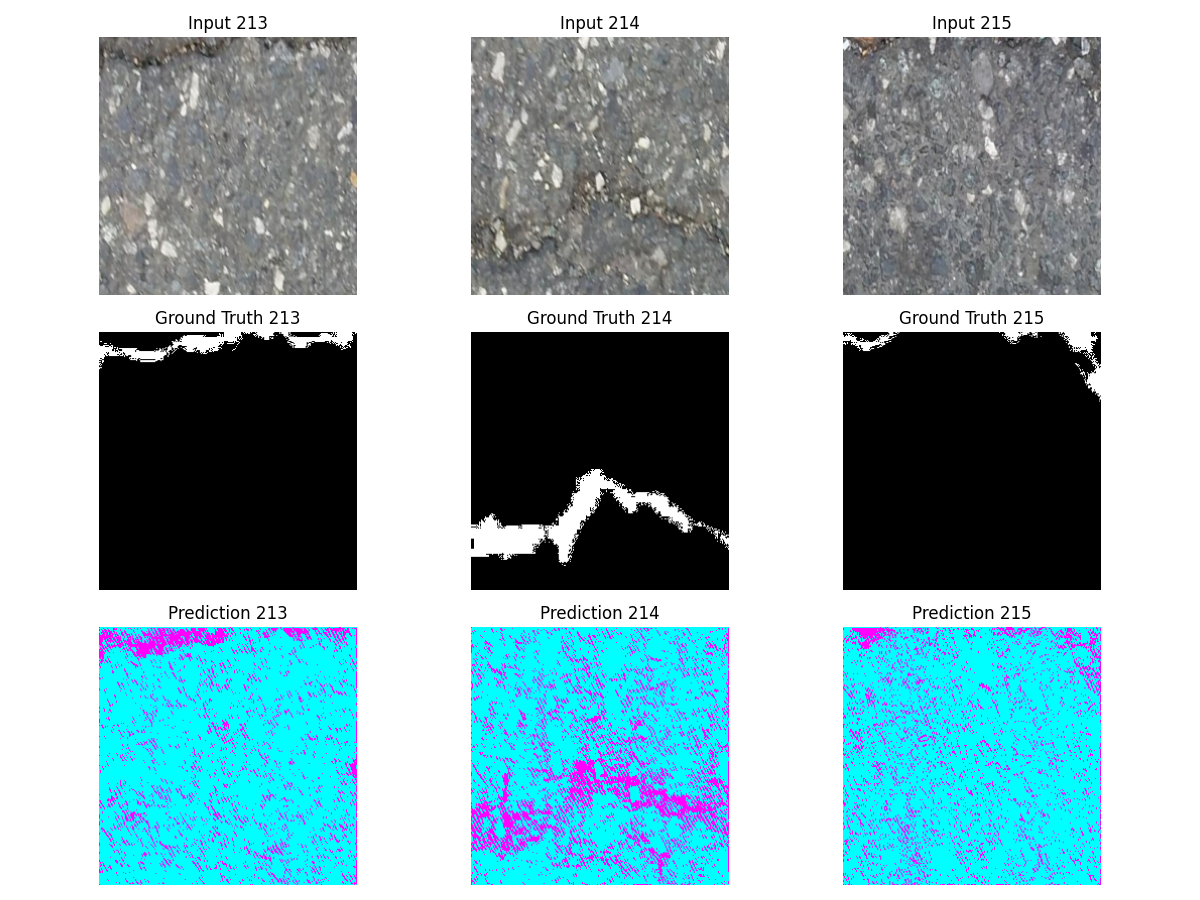 Input 213
Input 214
Input 215
Ground Truth 213
Ground Truth 214
Ground Truth 215
Prediction 213
Prediction 214
Prediction 215